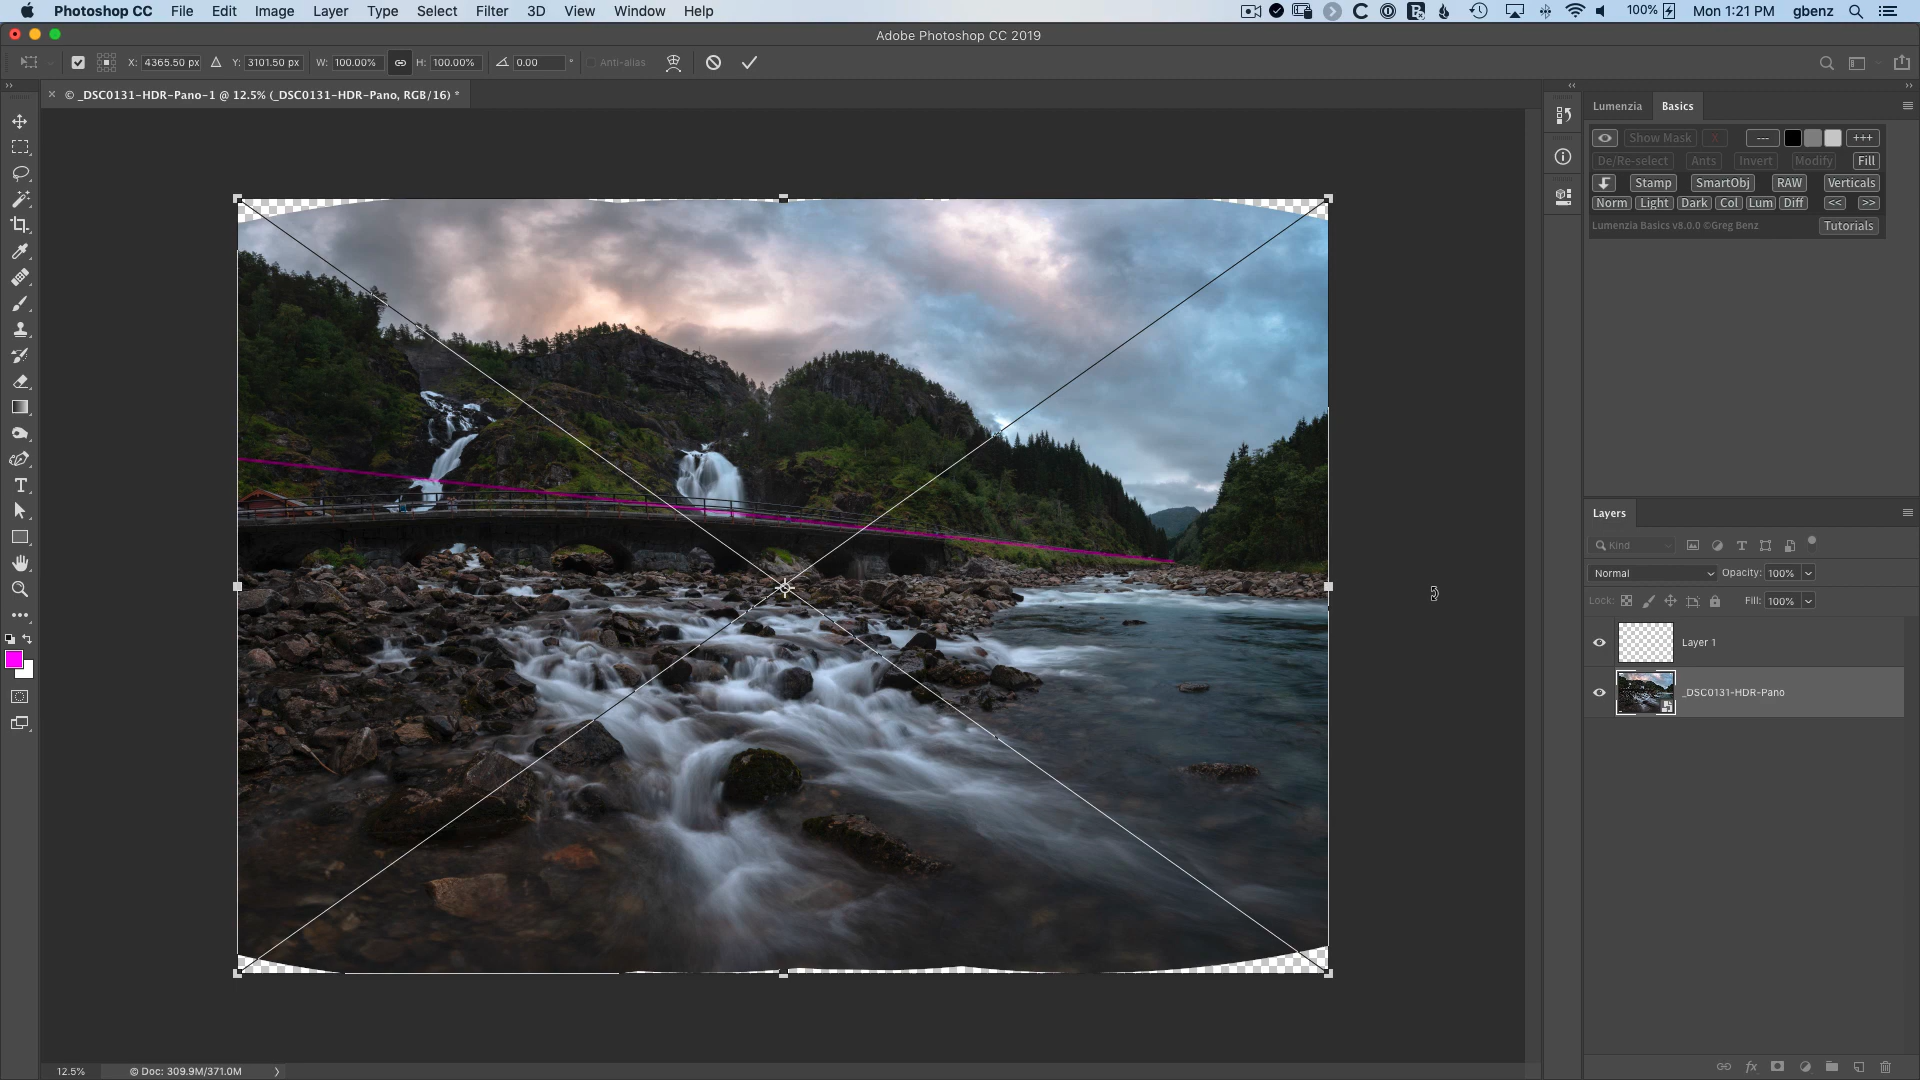 Photoshop CC File Edit Image Layer Type Select Filter 3D View Window Help 100% Mon 1:21 PM gbenz
Adobe Photoshop CC 2019
X: 4365.50 px Y: 3101.50 px W: 100.00% H: 100.00% 0.00 ° Anti-alias
© _DSC0131-HDR-Pano-1 @ 12.5% (_DSC0131-HDR-Pano, RGB/16) *
Lumenzia Basics
Show Mask X --- +++
De/Re-select Ants Invert Modify Fill
Stamp SmartObj RAW Verticals
Norm Light Dark Col Lum Diff << >>
Lumenzia Basics v8.0.0 ©Greg Benz Tutorials
Layers
Kind
Normal Opacity: 100%
Lock: Fill: 100%
Layer 1
_DSC0131-HDR-Pano
12.5% © Doc: 309.9M/371.0M